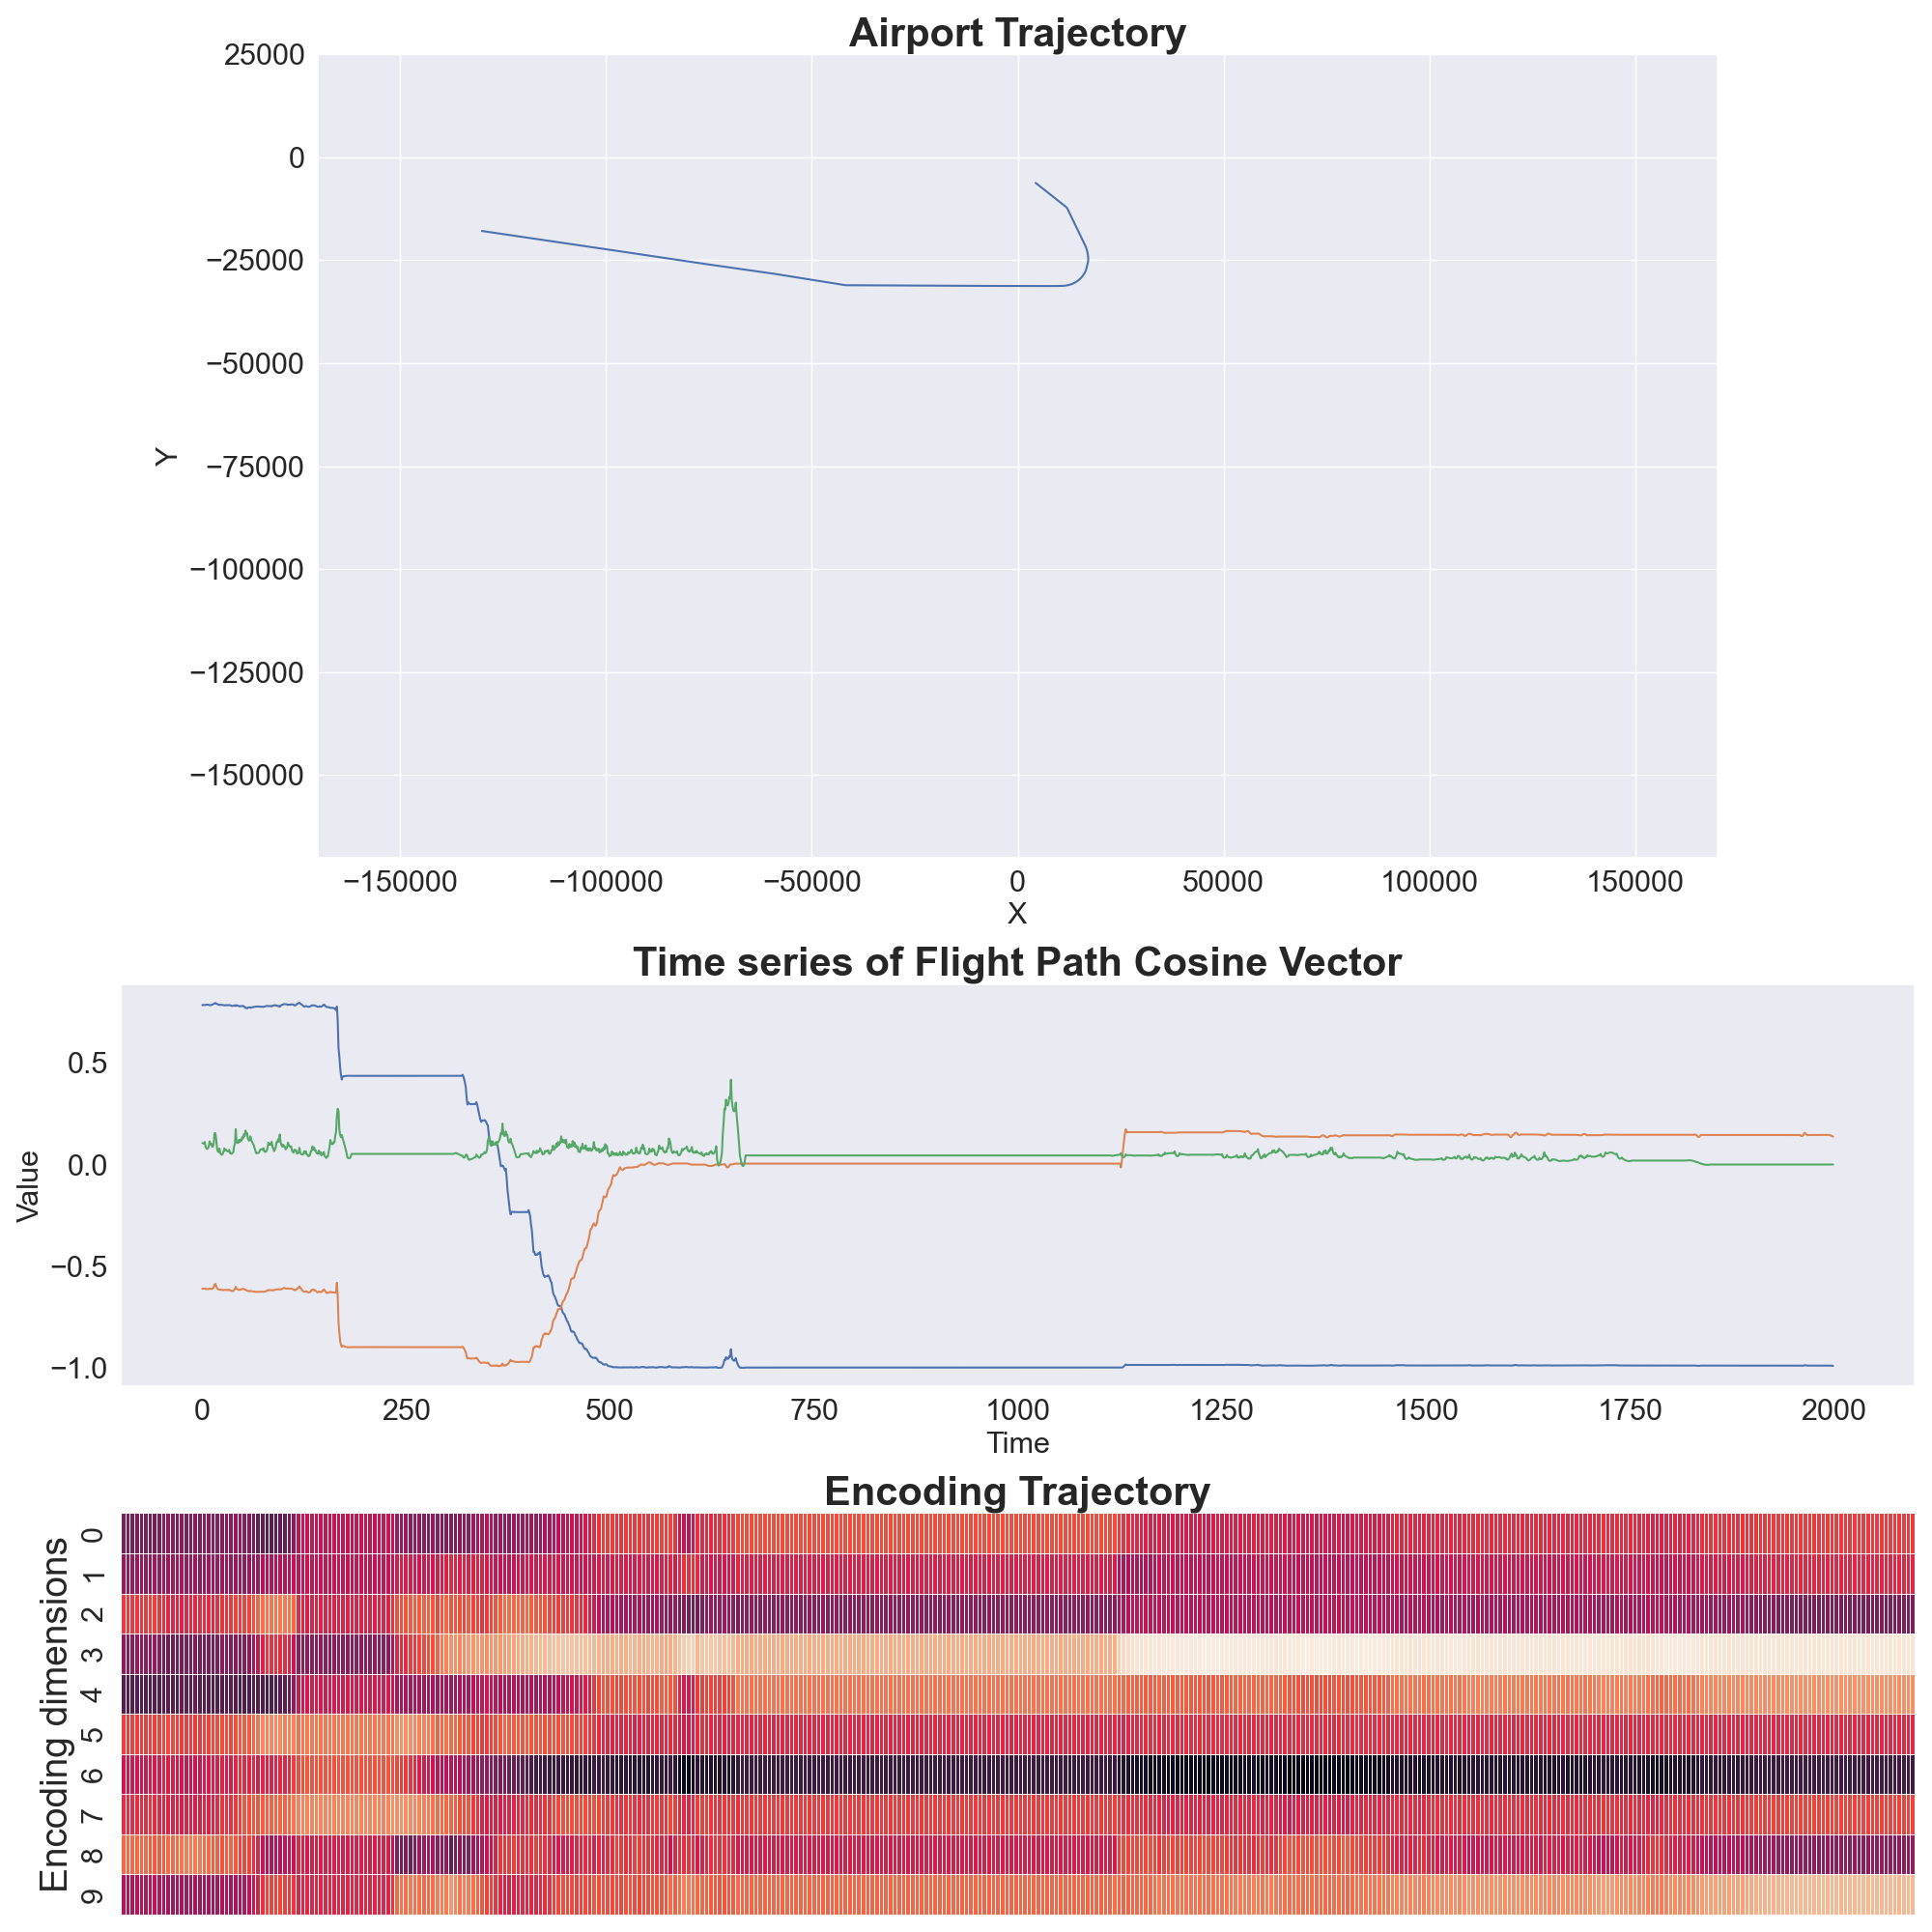 Airport Trajectory
25000
0
−25000
−50000
−75000
−100000
−125000
−150000
Y
−150000 −100000 −50000 0 50000 100000 150000
X
Time series of Flight Path Cosine Vector
0.5
0.0
−0.5
−1.0
Value
0 250 500 750 1000 1250 1500 1750 2000
Time
Encoding Trajectory
Encoding dimensions
0
1
2
3
4
5
6
7
8
9